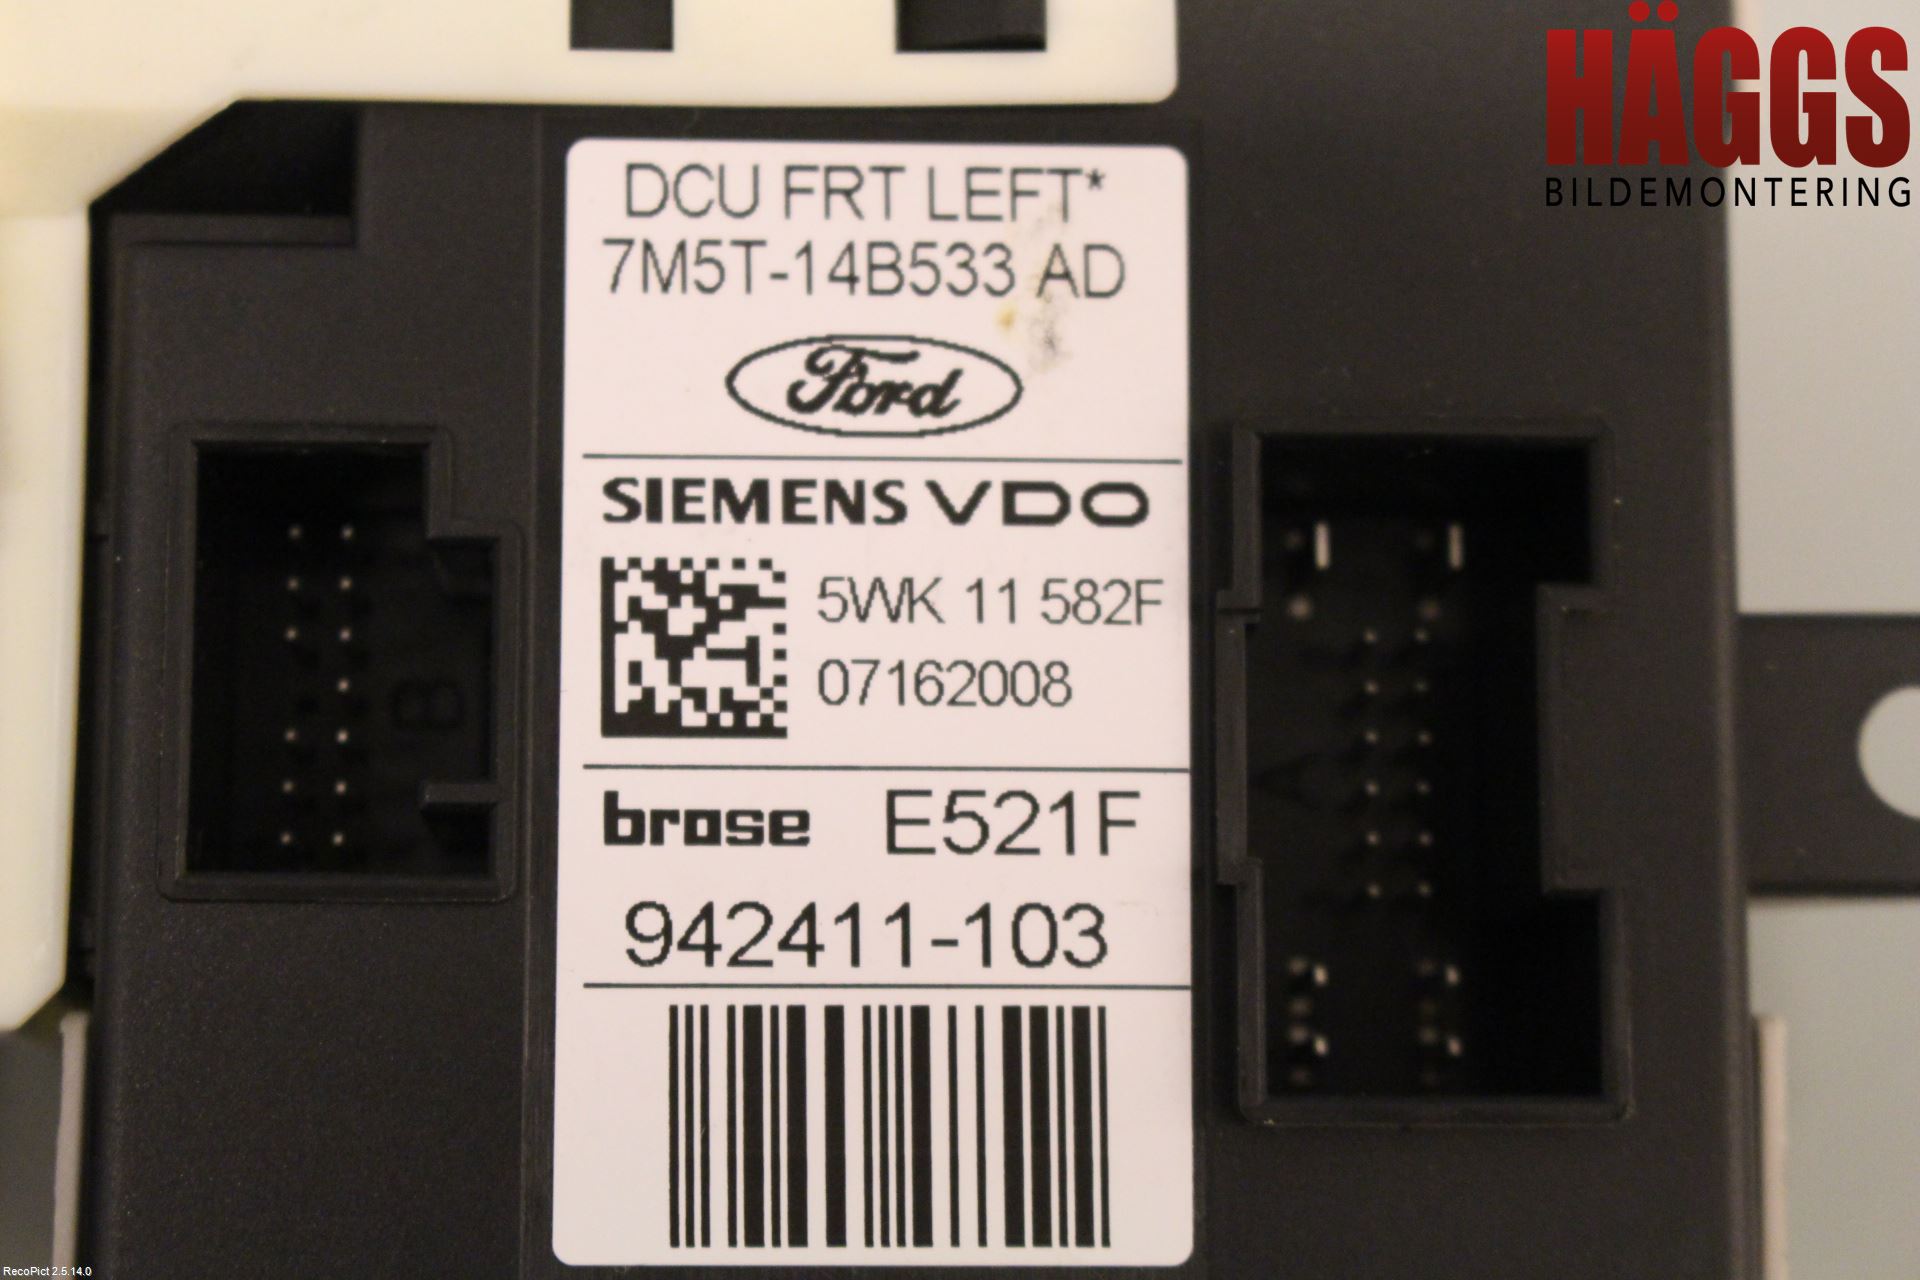 HÄGGS
BILDEMONTERING
DCU FRT LEFT*
7M5T-14B533 AD
Ford
SIEMENS VDO
5WK 11 582F
07162008
brose E521F
942411-103
B
A
RecoPict 2.5.14.0